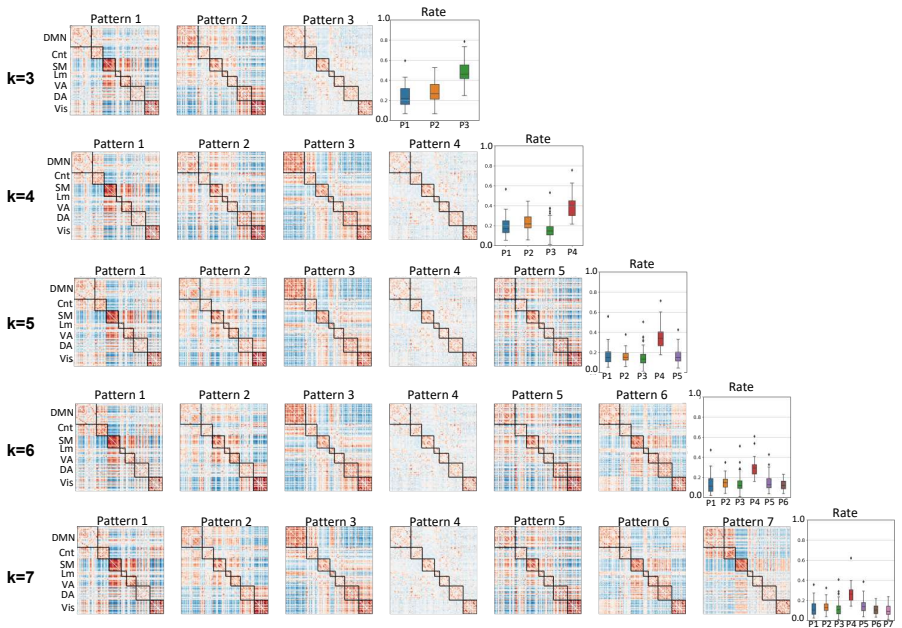 Pattern 1 Pattern 2 Pattern 3 Rate
k=3
DMN
Cnt
SM
Lm
VA
DA
Vis
1.0
0.8
0.6
0.4
0.2
0.0
P1 P2 P3
Pattern 1 Pattern 2 Pattern 3 Pattern 4 Rate
k=4
DMN
Cnt
SM
Lm
VA
DA
Vis
1.0
0.8
0.6
0.4
0.2
0.0
P1 P2 P3 P4
Pattern 1 Pattern 2 Pattern 3 Pattern 4 Pattern 5 Rate
k=5
DMN
Cnt
SM
Lm
VA
DA
Vis
1.0
0.8
0.6
0.4
0.2
0.0
P1 P2 P3 P4 P5
Pattern 1 Pattern 2 Pattern 3 Pattern 4 Pattern 5 Pattern 6 Rate
k=6
DMN
Cnt
SM
Lm
VA
DA
Vis
1.0
0.8
0.6
0.4
0.2
0.0
P1 P2 P3 P4 P5 P6
Pattern 1 Pattern 2 Pattern 3 Pattern 4 Pattern 5 Pattern 6 Pattern 7 Rate
k=7
DMN
Cnt
SM
Lm
VA
DA
Vis
1.0
0.8
0.6
0.4
0.2
0.0
P1 P2 P3 P4 P5 P6 P7